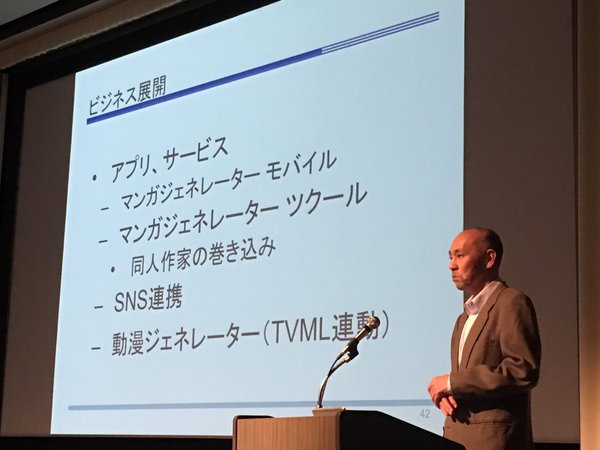 ビジネス展開
• アプリ、サービス
– マンガジェネレーター モバイル
– マンガジェネレーター ツクール
• 同人作家の巻き込み
– SNS連携
– 動漫ジェネレーター（TVML連動）
42